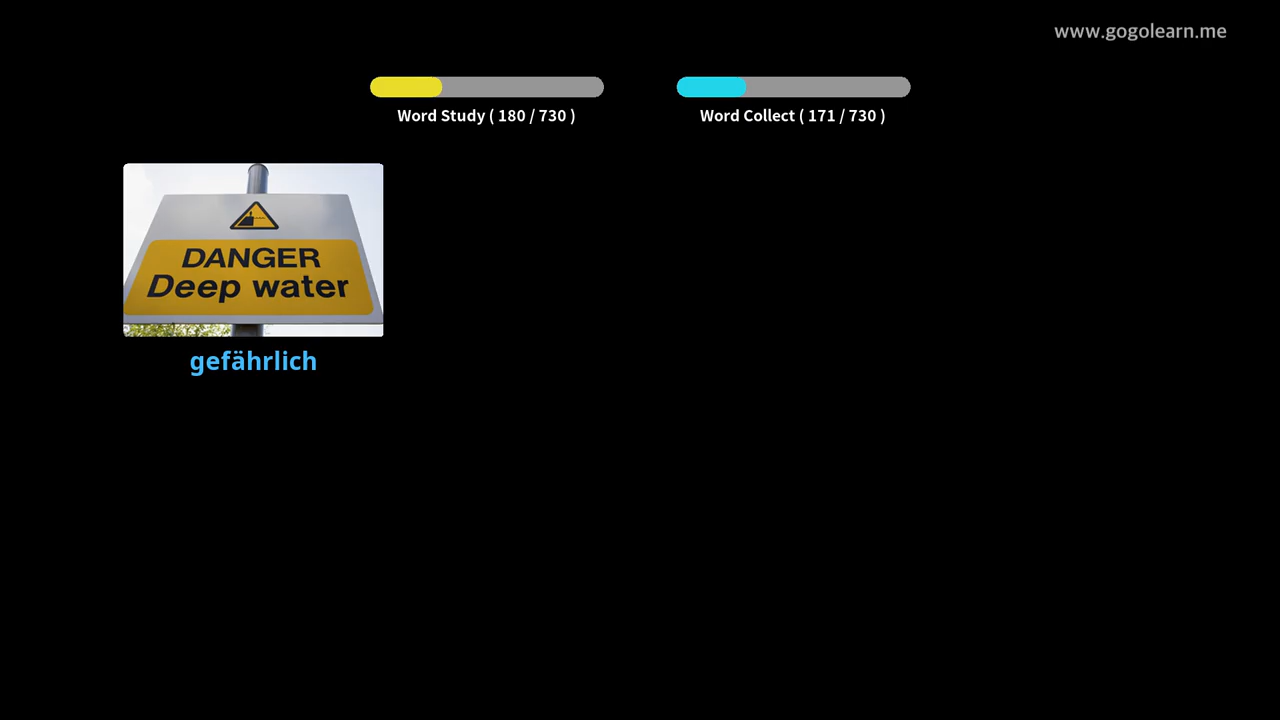 www.gogolearn.me
Word Study ( 180 / 730 )
Word Collect ( 171 / 730 )
DANGER
Deep water
gefährlich